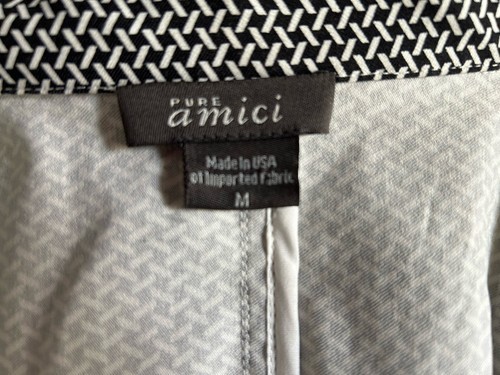 PURE
amici
Made in USA
of Imported Fabric
M